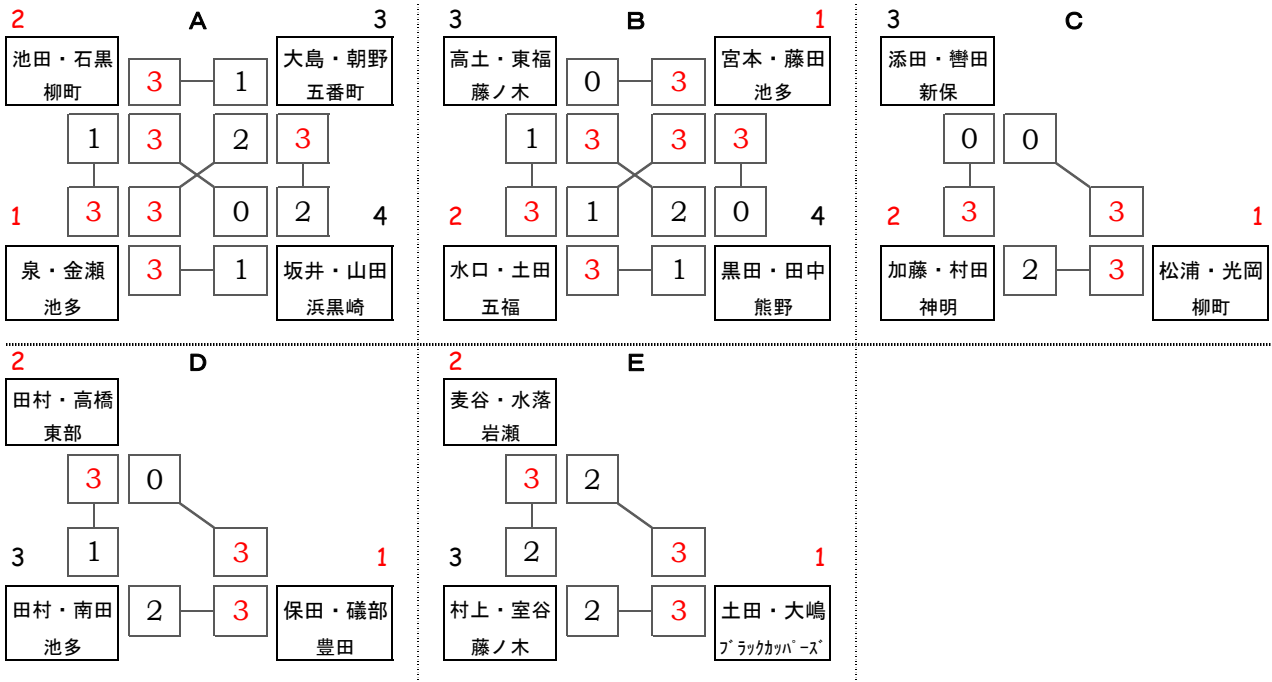 2 A 3
池田・石黒 3 1 大島・朝野
柳町 五番町
1 3 2 3
1 3 3 0 2 4
泉・金瀬 3 1 坂井・山田
池多 浜黒崎
3 B 1
高土・東福 0 3 宮本・藤田
藤ノ木 池多
1 3 3 3
2 3 1 2 0 4
水口・土田 3 1 黒田・田中
五福 熊野
3 C
添田・轡田
新保
0 0
2 3 3 1
加藤・村田 2 3 松浦・光岡
神明 柳町
2 D
田村・高橋
東部
3 0
3 1 3 1
田村・南田 2 3 保田・礒部
池多 豊田
2 E
麦谷・水落
岩瀬
3 2
3 2 3 1
村上・室谷 2 3 土田・大嶋
藤ノ木 ﾌﾞﾗｯｸｶｯﾊﾟｰｽﾞ